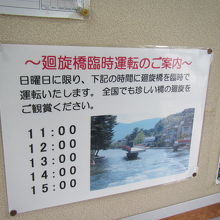 ～廻旋橋臨時運転のご案内～
日曜日に限り、下記の時間に廻旋橋を臨時で
運転いたします。全国でも珍しい橋の廻旋を
ご観賞ください。
11:00
12:00
13:00
14:00
15:00